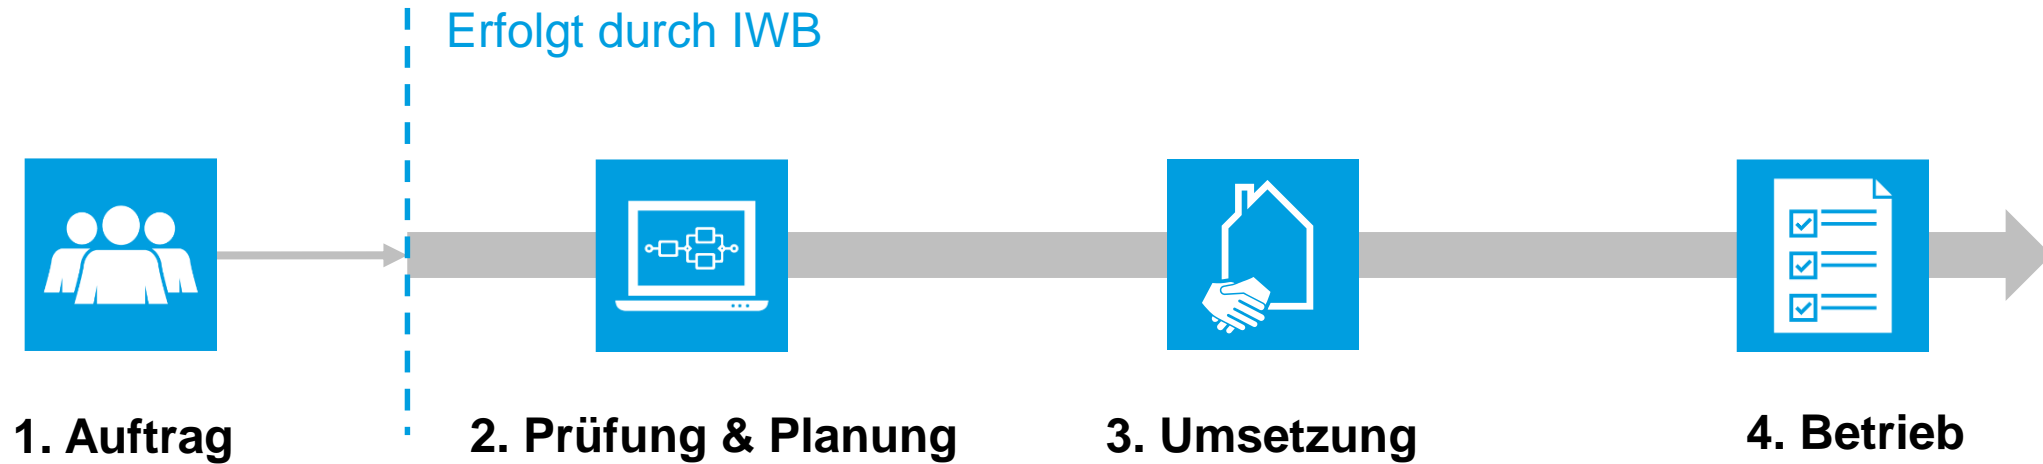 Erfolgt durch IWB
1. Auftrag
2. Prüfung & Planung
3. Umsetzung
4. Betrieb